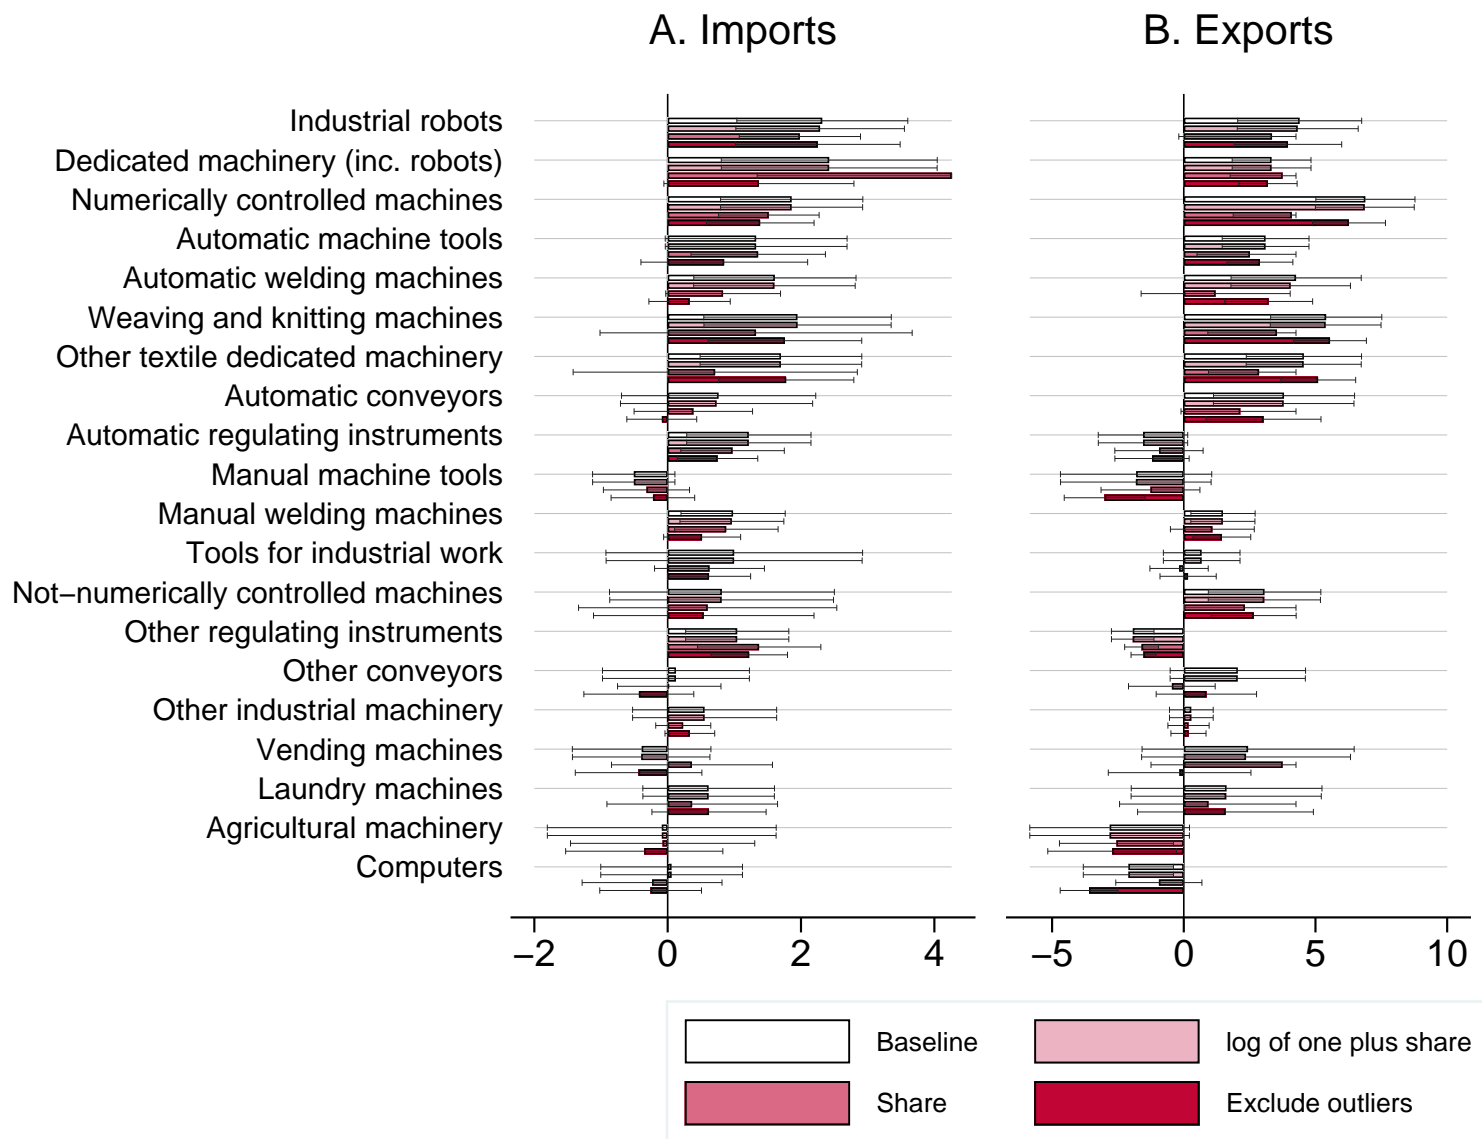 A. Imports
B. Exports
Industrial robots
Dedicated machinery (inc. robots)
Numerically controlled machines
Automatic machine tools
Automatic welding machines
Weaving and knitting machines
Other textile dedicated machinery
Automatic conveyors
Automatic regulating instruments
Manual machine tools
Manual welding machines
Tools for industrial work
Not−numerically controlled machines
Other regulating instruments
Other conveyors
Other industrial machinery
Vending machines
Laundry machines
Agricultural machinery
Computers
−2 0 2 4
−5 0 5 10
Baseline
log of one plus share
Share
Exclude outliers